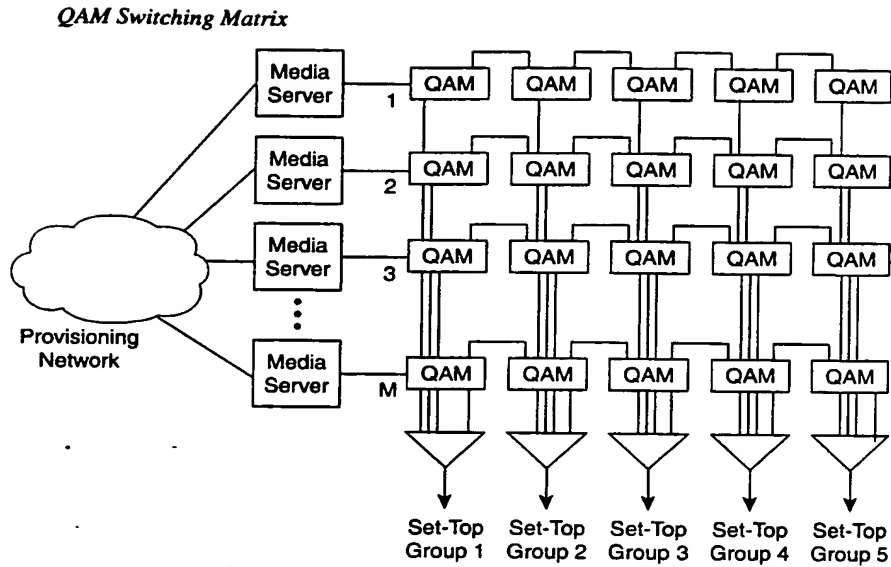 QAM Switching Matrix
Media
Server
1
QAM QAM QAM QAM QAM
Media
Server
2
QAM QAM QAM QAM QAM
Media
Server
3
QAM QAM QAM QAM QAM
Provisioning
Network
Media
Server
M
QAM QAM QAM QAM QAM
Set-Top
Group 1
Set-Top
Group 2
Set-Top
Group 3
Set-Top
Group 4
Set-Top
Group 5